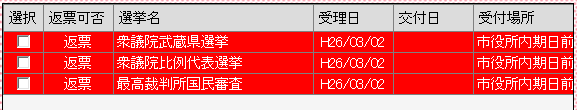 選択 返票可否 選挙名 受理日 交付日 受付場所
返票 衆議院武蔵県選挙 H26/03/02 市役所内期日前
返票 衆議院比例代表選挙 H26/03/02 市役所内期日前
返票 最高裁判所国民審査 H26/03/02 市役所内期日前